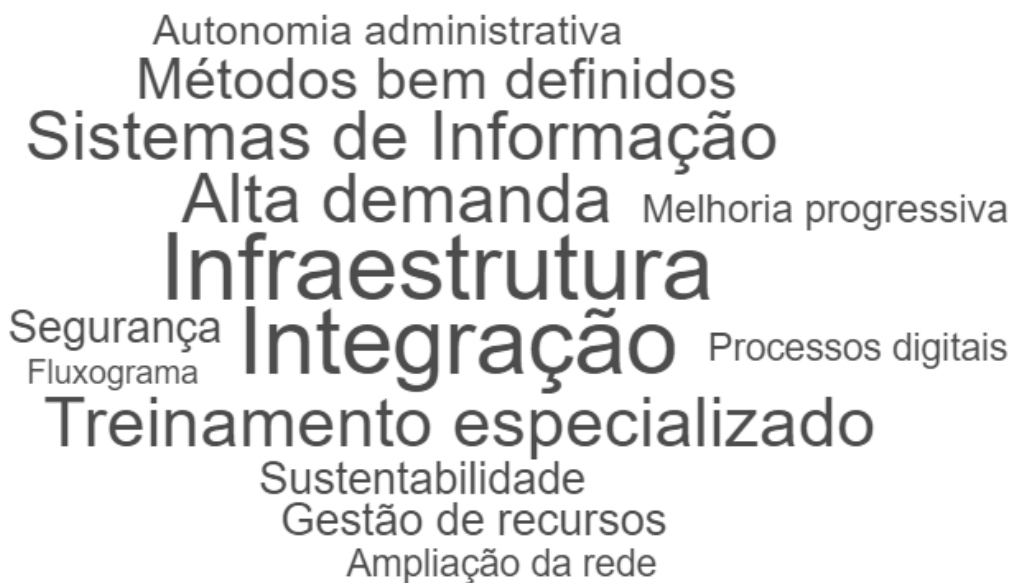 Autonomia administrativa
Métodos bem definidos
Sistemas de Informação
Alta demanda
Melhoria progressiva
Infraestrutura
Segurança
Integração
Processos digitais
Fluxograma
Treinamento especializado
Sustentabilidade
Gestão de recursos
Ampliação da rede